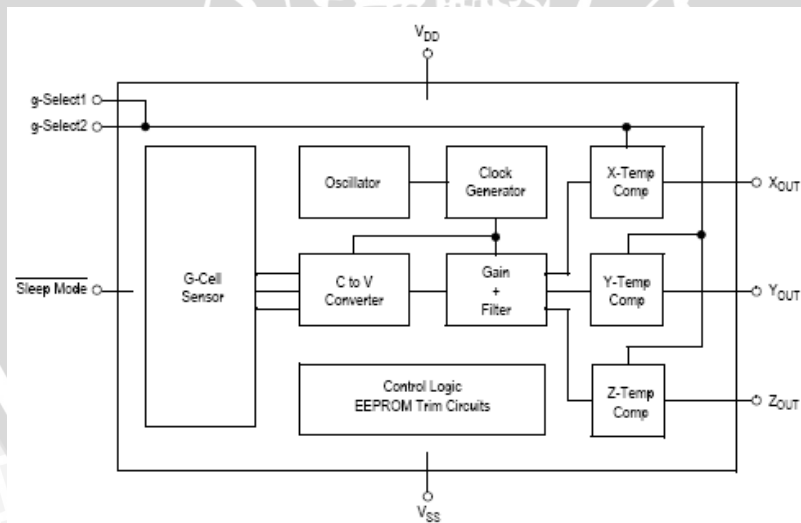 VDD
g-Select1
g-Select2
Oscillator
Clock
Generator
X-Temp
Comp
XOUT
Sleep Mode
G-Cell
Sensor
C to V
Converter
Gain
+
Filter
Y-Temp
Comp
YOUT
Control Logic
EEPROM Trim Circuits
Z-Temp
Comp
ZOUT
VSS